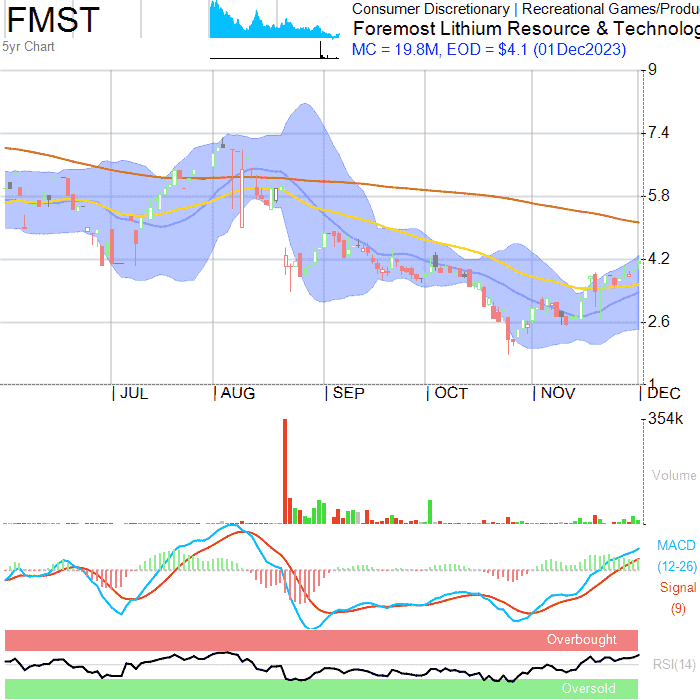 FMST
5yr Chart
Consumer Discretionary | Recreational Games/Produ
Foremost Lithium Resource & Technolog
MC = 19.8M, EOD = $4.1 (01Dec2023)
9
7.4
5.8
4.2
2.6
1
JUL AUG SEP OCT NOV DEC
354k
Volume
MACD
(12-26)
Signal
(9)
Overbought
RSI(14)
Oversold